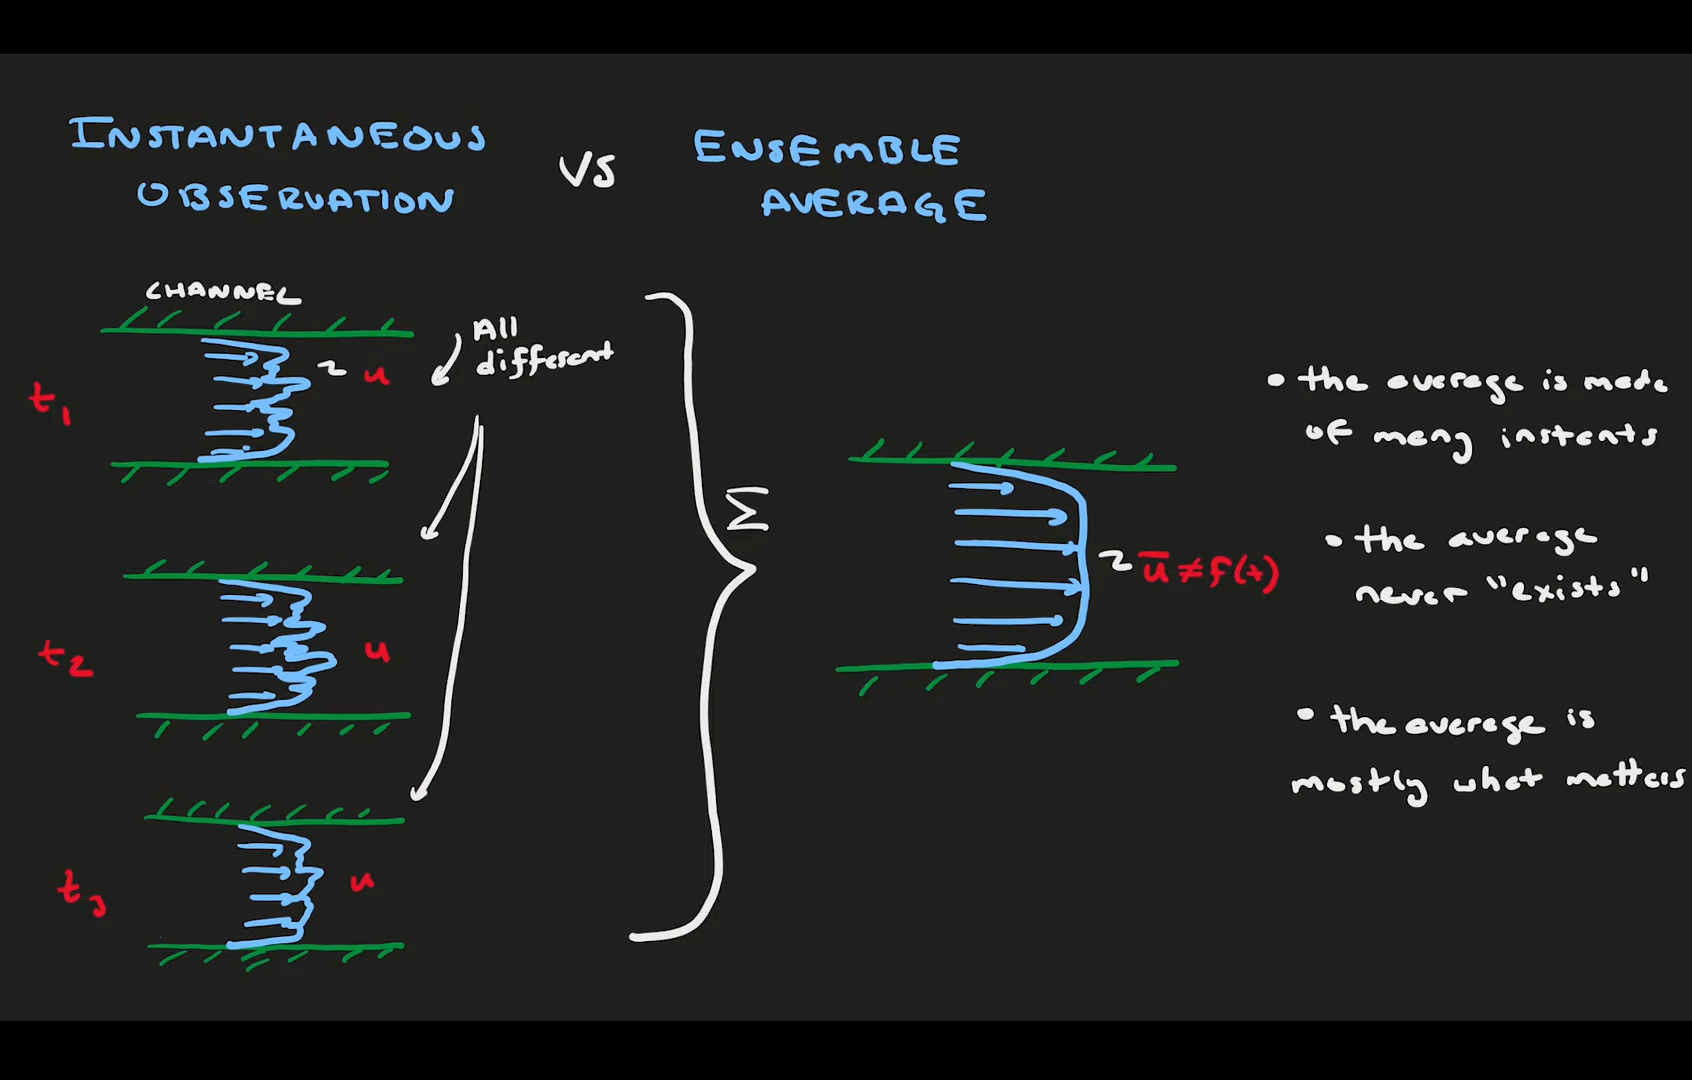 INSTANTANEOUS
OBSERVATION
VS
ENSEMBLE
AVERAGE
CHANNEL
All
different
t1
u
t2
u
t3
u
Σ
ū ≠ f(t)
• the average is made
of many instants
• the average
never "exists"
• the average is
mostly what matters